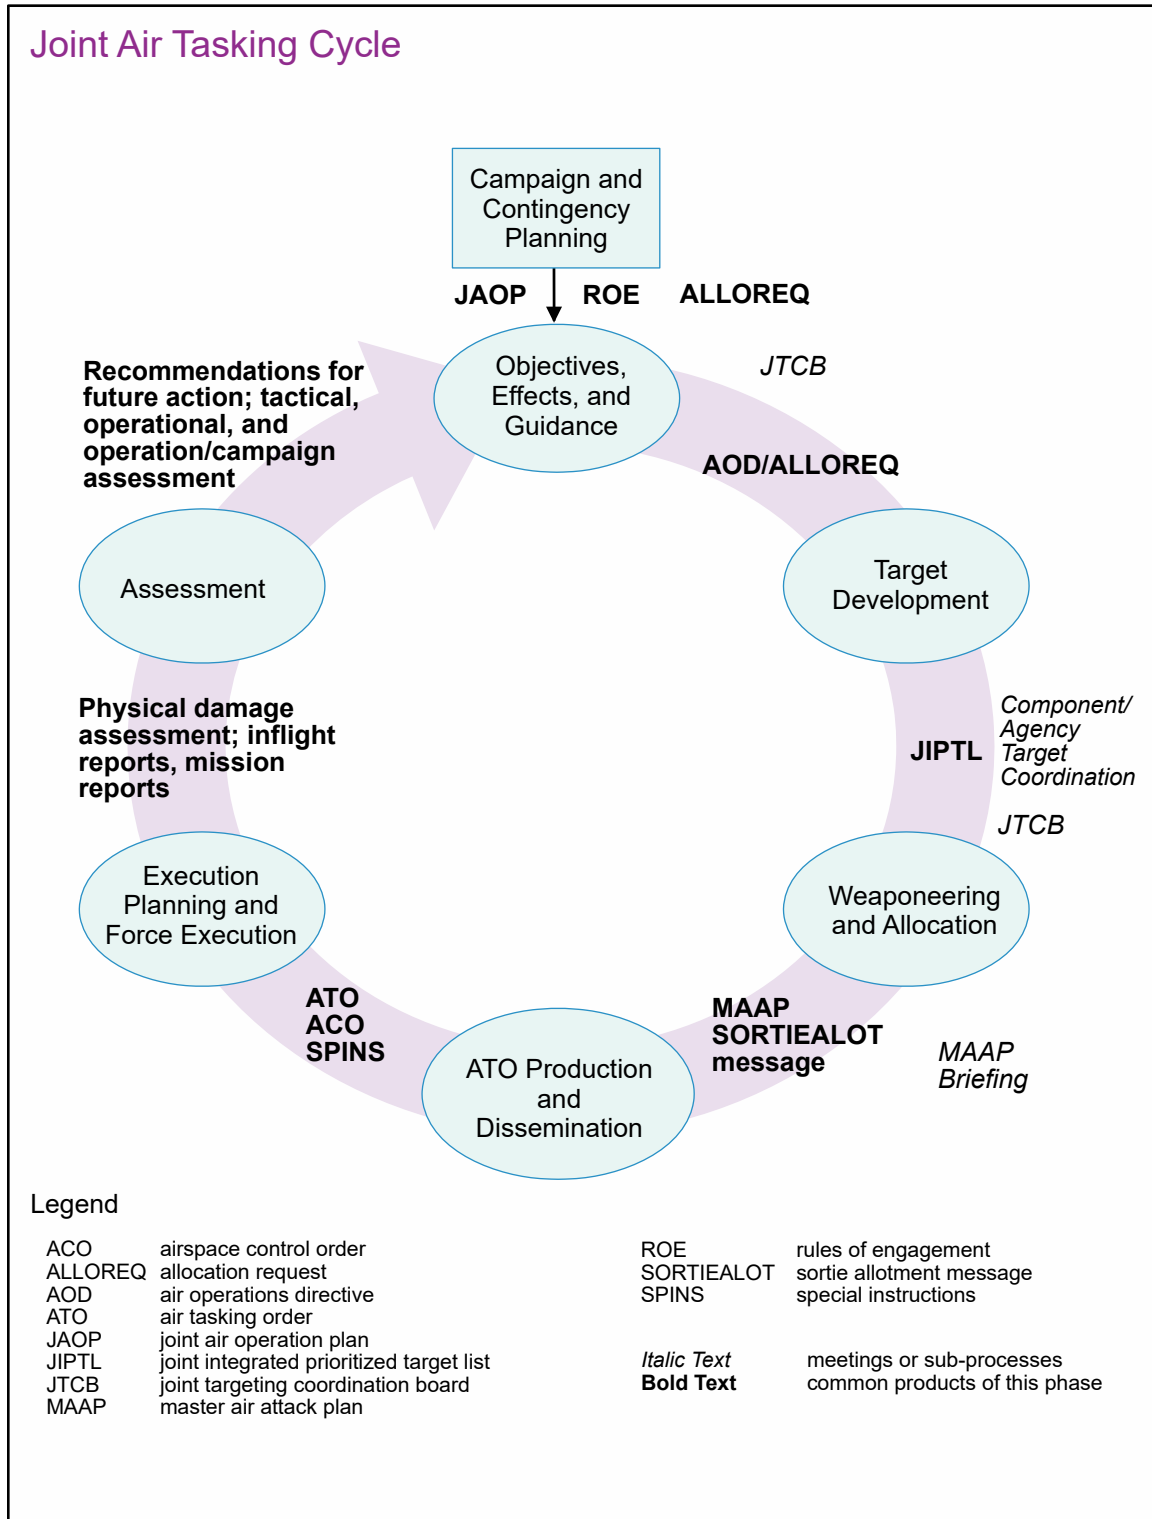 Joint Air Tasking Cycle
Campaign and
Contingency
Planning
JAOP
ROE
ALLOREQ
Objectives,
Effects, and
Guidance
JTCB
AOD/ALLOREQ
Target
Development
Component/
Agency
Target
Coordination
JIPTL
JTCB
Weaponeering
and Allocation
MAAP
SORTIEALOT
message
MAAP
Briefing
ATO Production
and
Dissemination
ATO
ACO
SPINS
Execution
Planning and
Force Execution
Physical damage
assessment; inflight
reports, mission
reports
Assessment
Recommendations for
future action; tactical,
operational, and
operation/campaign
assessment
Legend
ACO airspace control order
ALLOREQ allocation request
AOD air operations directive
ATO air tasking order
JAOP joint air operation plan
JIPTL joint integrated prioritized target list
JTCB joint targeting coordination board
MAAP master air attack plan
ROE rules of engagement
SORTIEALOT sortie allotment message
SPINS special instructions
Italic Text meetings or sub-processes
Bold Text common products of this phase